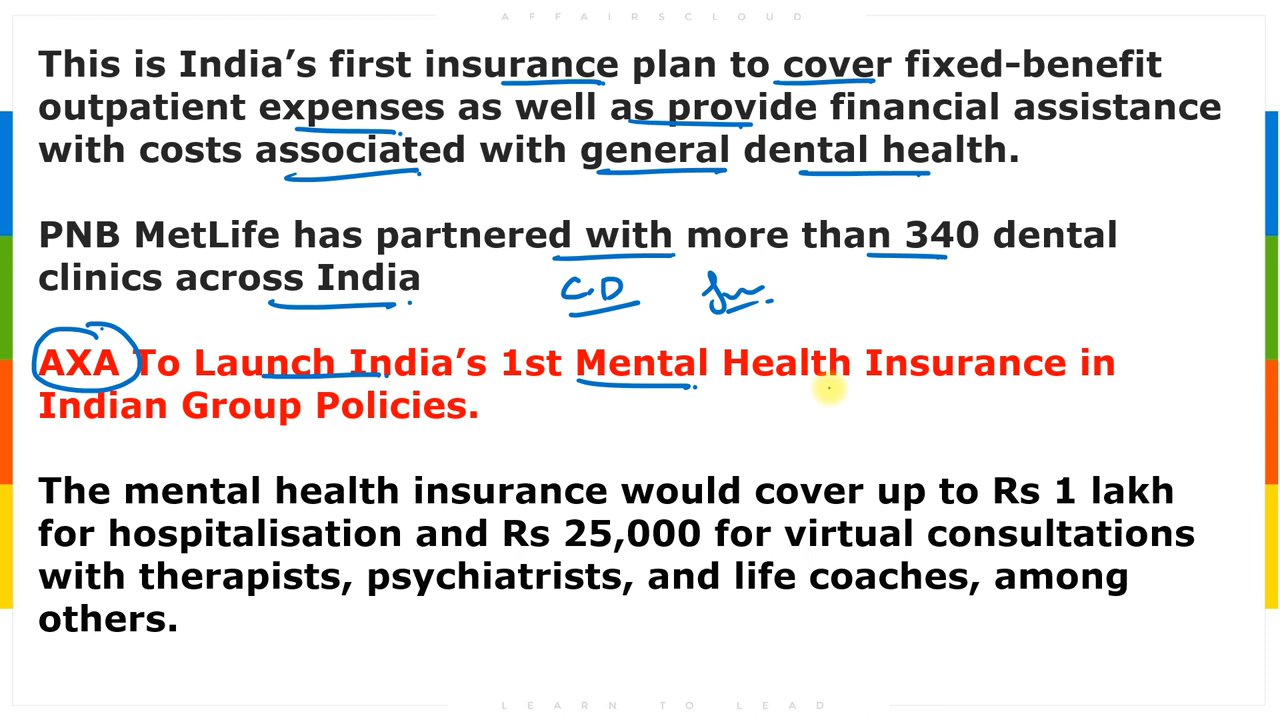 AFFAIRSCLOUD
This is India's first insurance plan to cover fixed-benefit
outpatient expenses as well as provide financial assistance
with costs associated with general dental health.
PNB MetLife has partnered with more than 340 dental
clinics across India
CD
AXA To Launch India's 1st Mental Health Insurance in
Indian Group Policies.
The mental health insurance would cover up to Rs 1 lakh
for hospitalisation and Rs 25,000 for virtual consultations
with therapists, psychiatrists, and life coaches, among
others.
LEARN TO LEAD